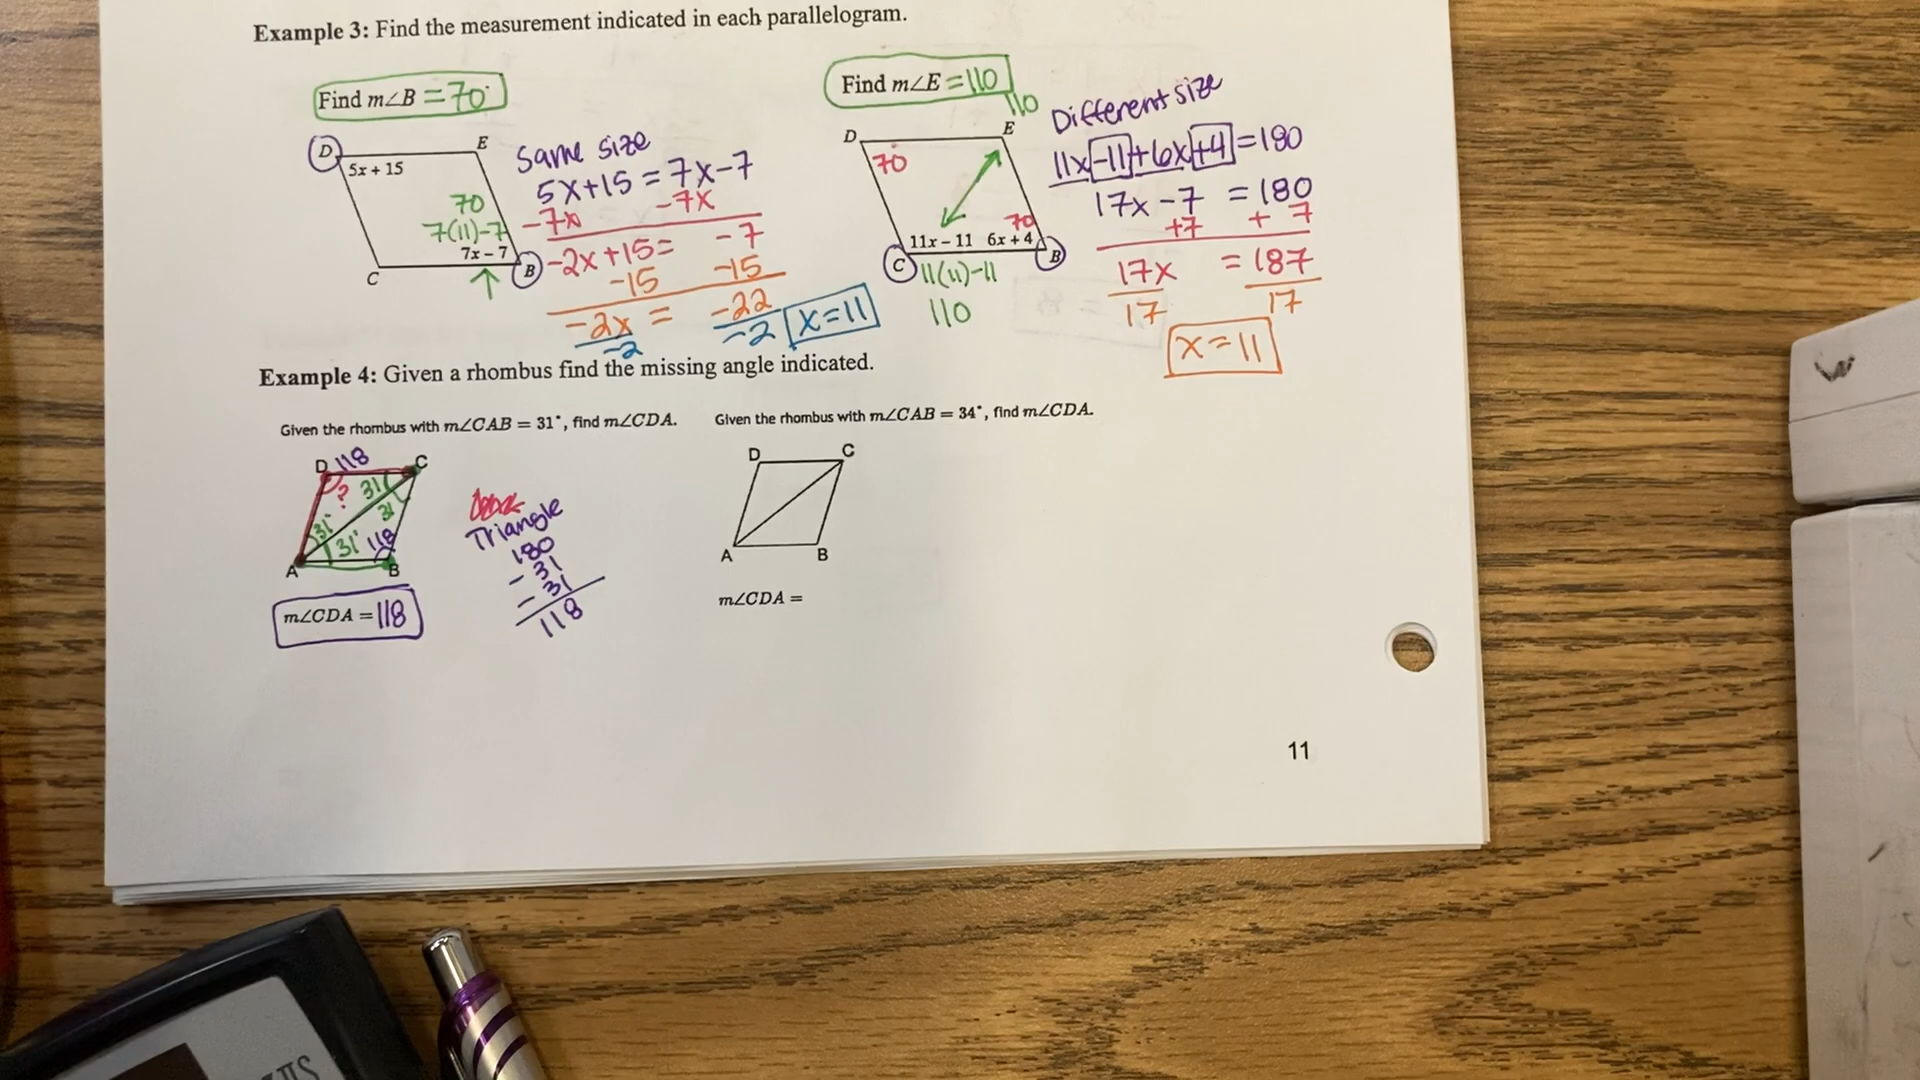 Example 3: Find the measurement indicated in each parallelogram.
Find m∠B = 70°
D
E
5x + 15
70
7(11)-7
7x – 7
C
B
Same size
5x+15 = 7x-7
-7x -7x
-2x+15 = -7
-15 -15
-2x = -22
-2 -2
x=11
Find m∠E = 110
110
D
E
70
70
11x – 11 6x + 4
C
B
11(11)-11
110
Different size
11x-11+6x+4=180
17x-7 = 180
+7 + 7
17x = 187
17 17
x=11
Example 4: Given a rhombus find the missing angle indicated.
Given the rhombus with m∠CAB = 31°, find m∠CDA.
D 118 C
? 31
31
31°
31° 118
A B
m∠CDA = 118
Triangle
180
- 31
- 31
118
Given the rhombus with m∠CAB = 34°, find m∠CDA.
D C
A B
m∠CDA =
11